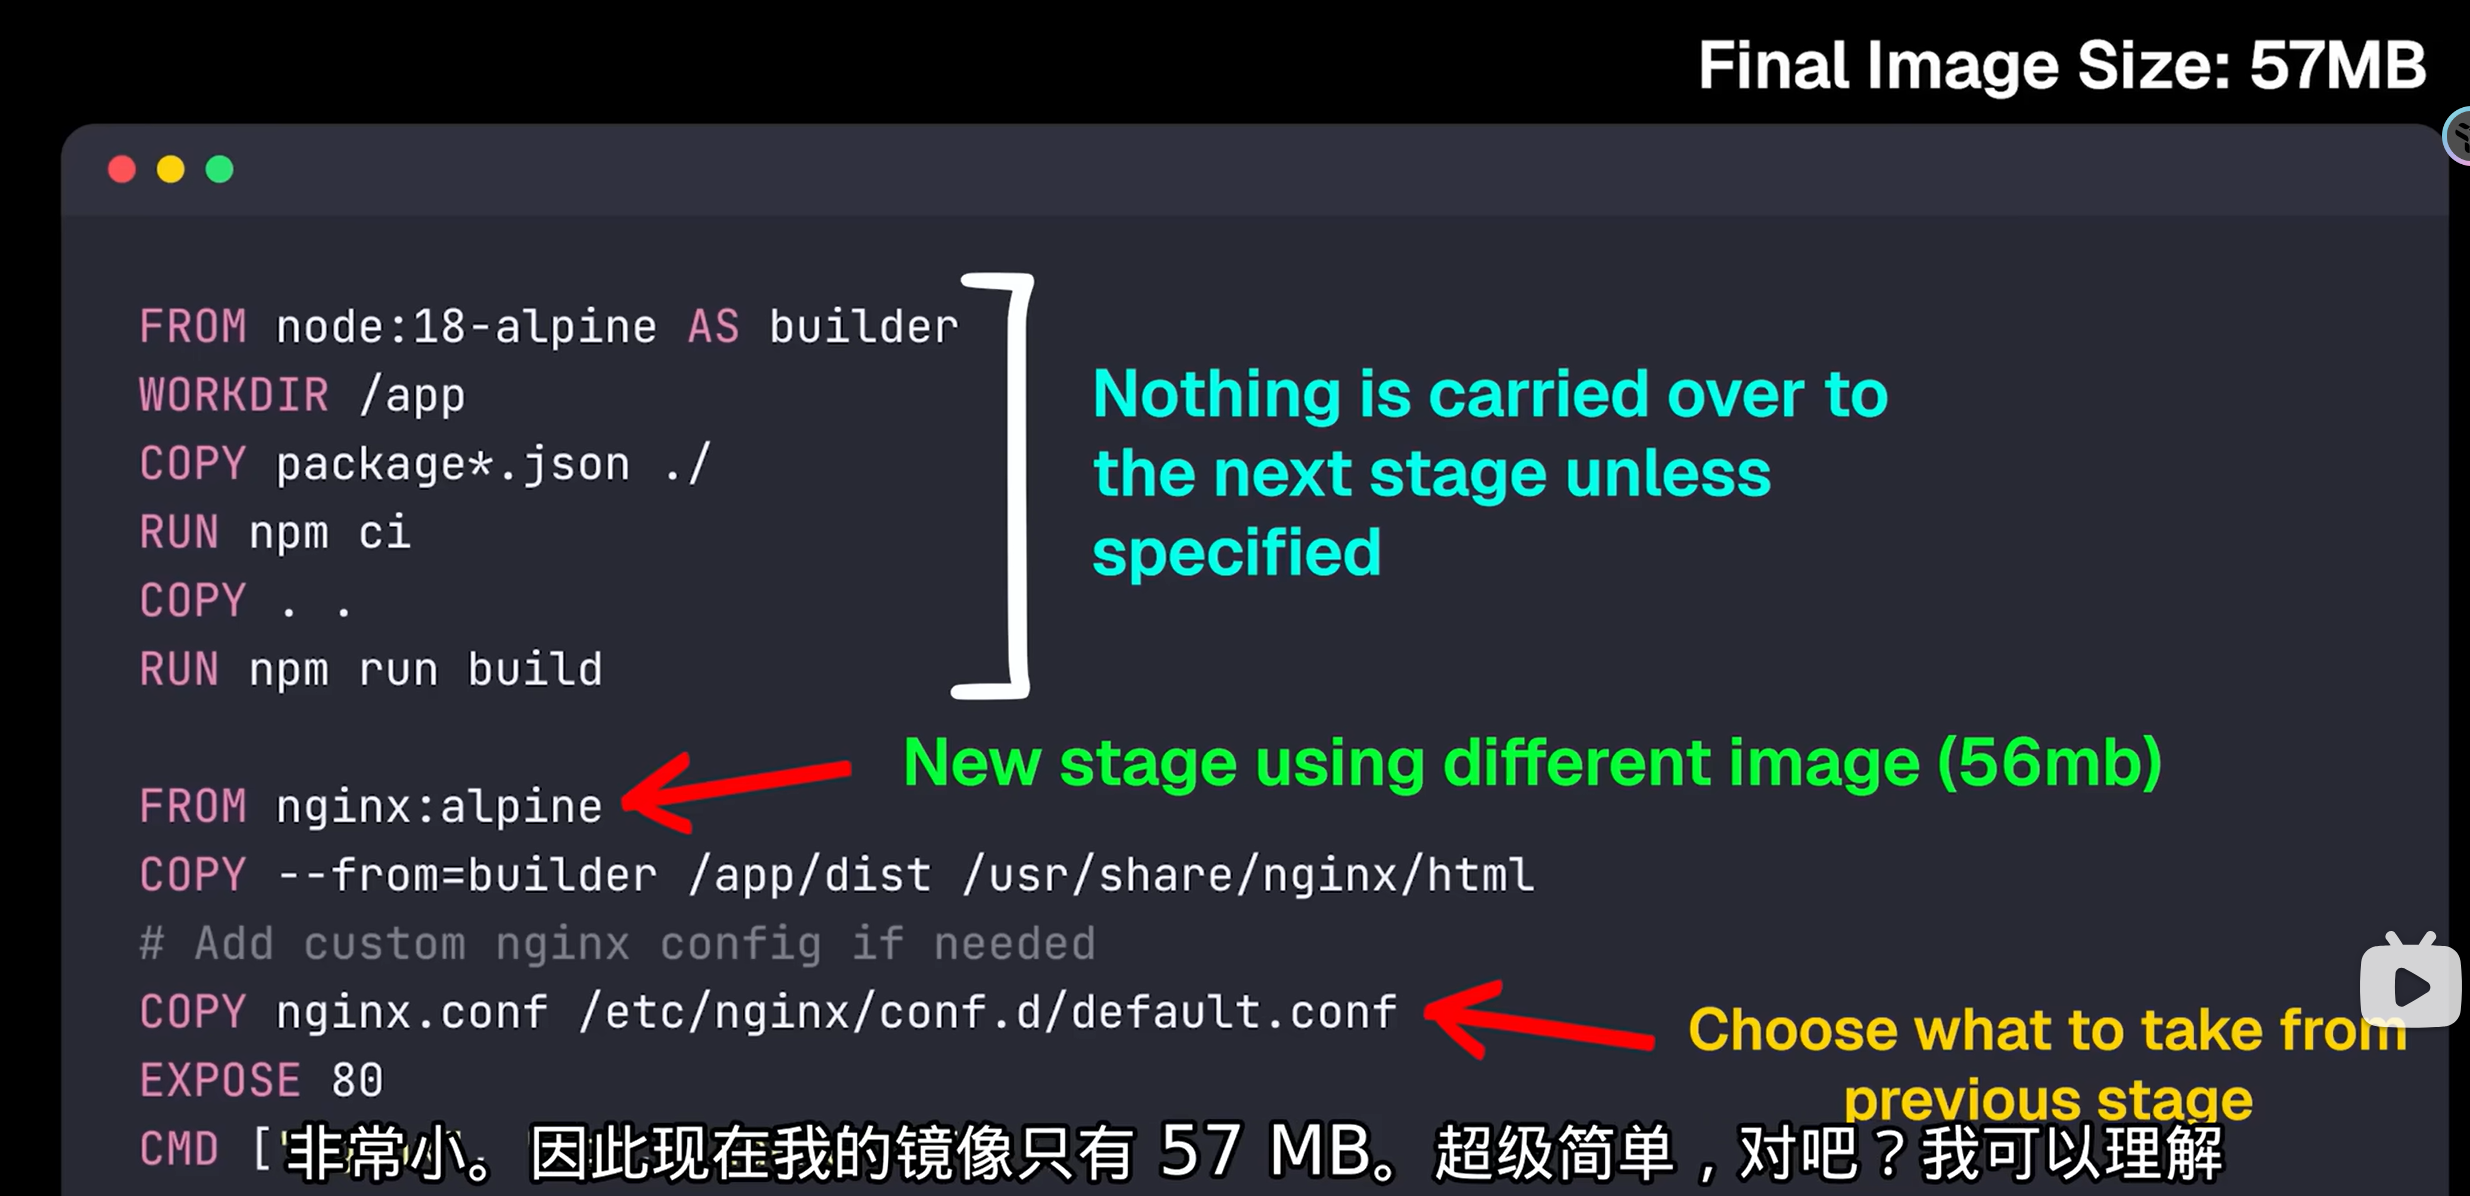 Final Image Size: 57MB
FROM node:18-alpine AS builder
WORKDIR /app
COPY package*.json ./
RUN npm ci
COPY . .
RUN npm run build
Nothing is carried over to
the next stage unless
specified
New stage using different image (56mb)
FROM nginx:alpine
COPY --from=builder /app/dist /usr/share/nginx/html
# Add custom nginx config if needed
COPY nginx.conf /etc/nginx/conf.d/default.conf
Choose what to take from
previous stage
EXPOSE 80
CMD [
非常小。因此现在我的镜像只有 57 MB。超级简单，对吧？我可以理解